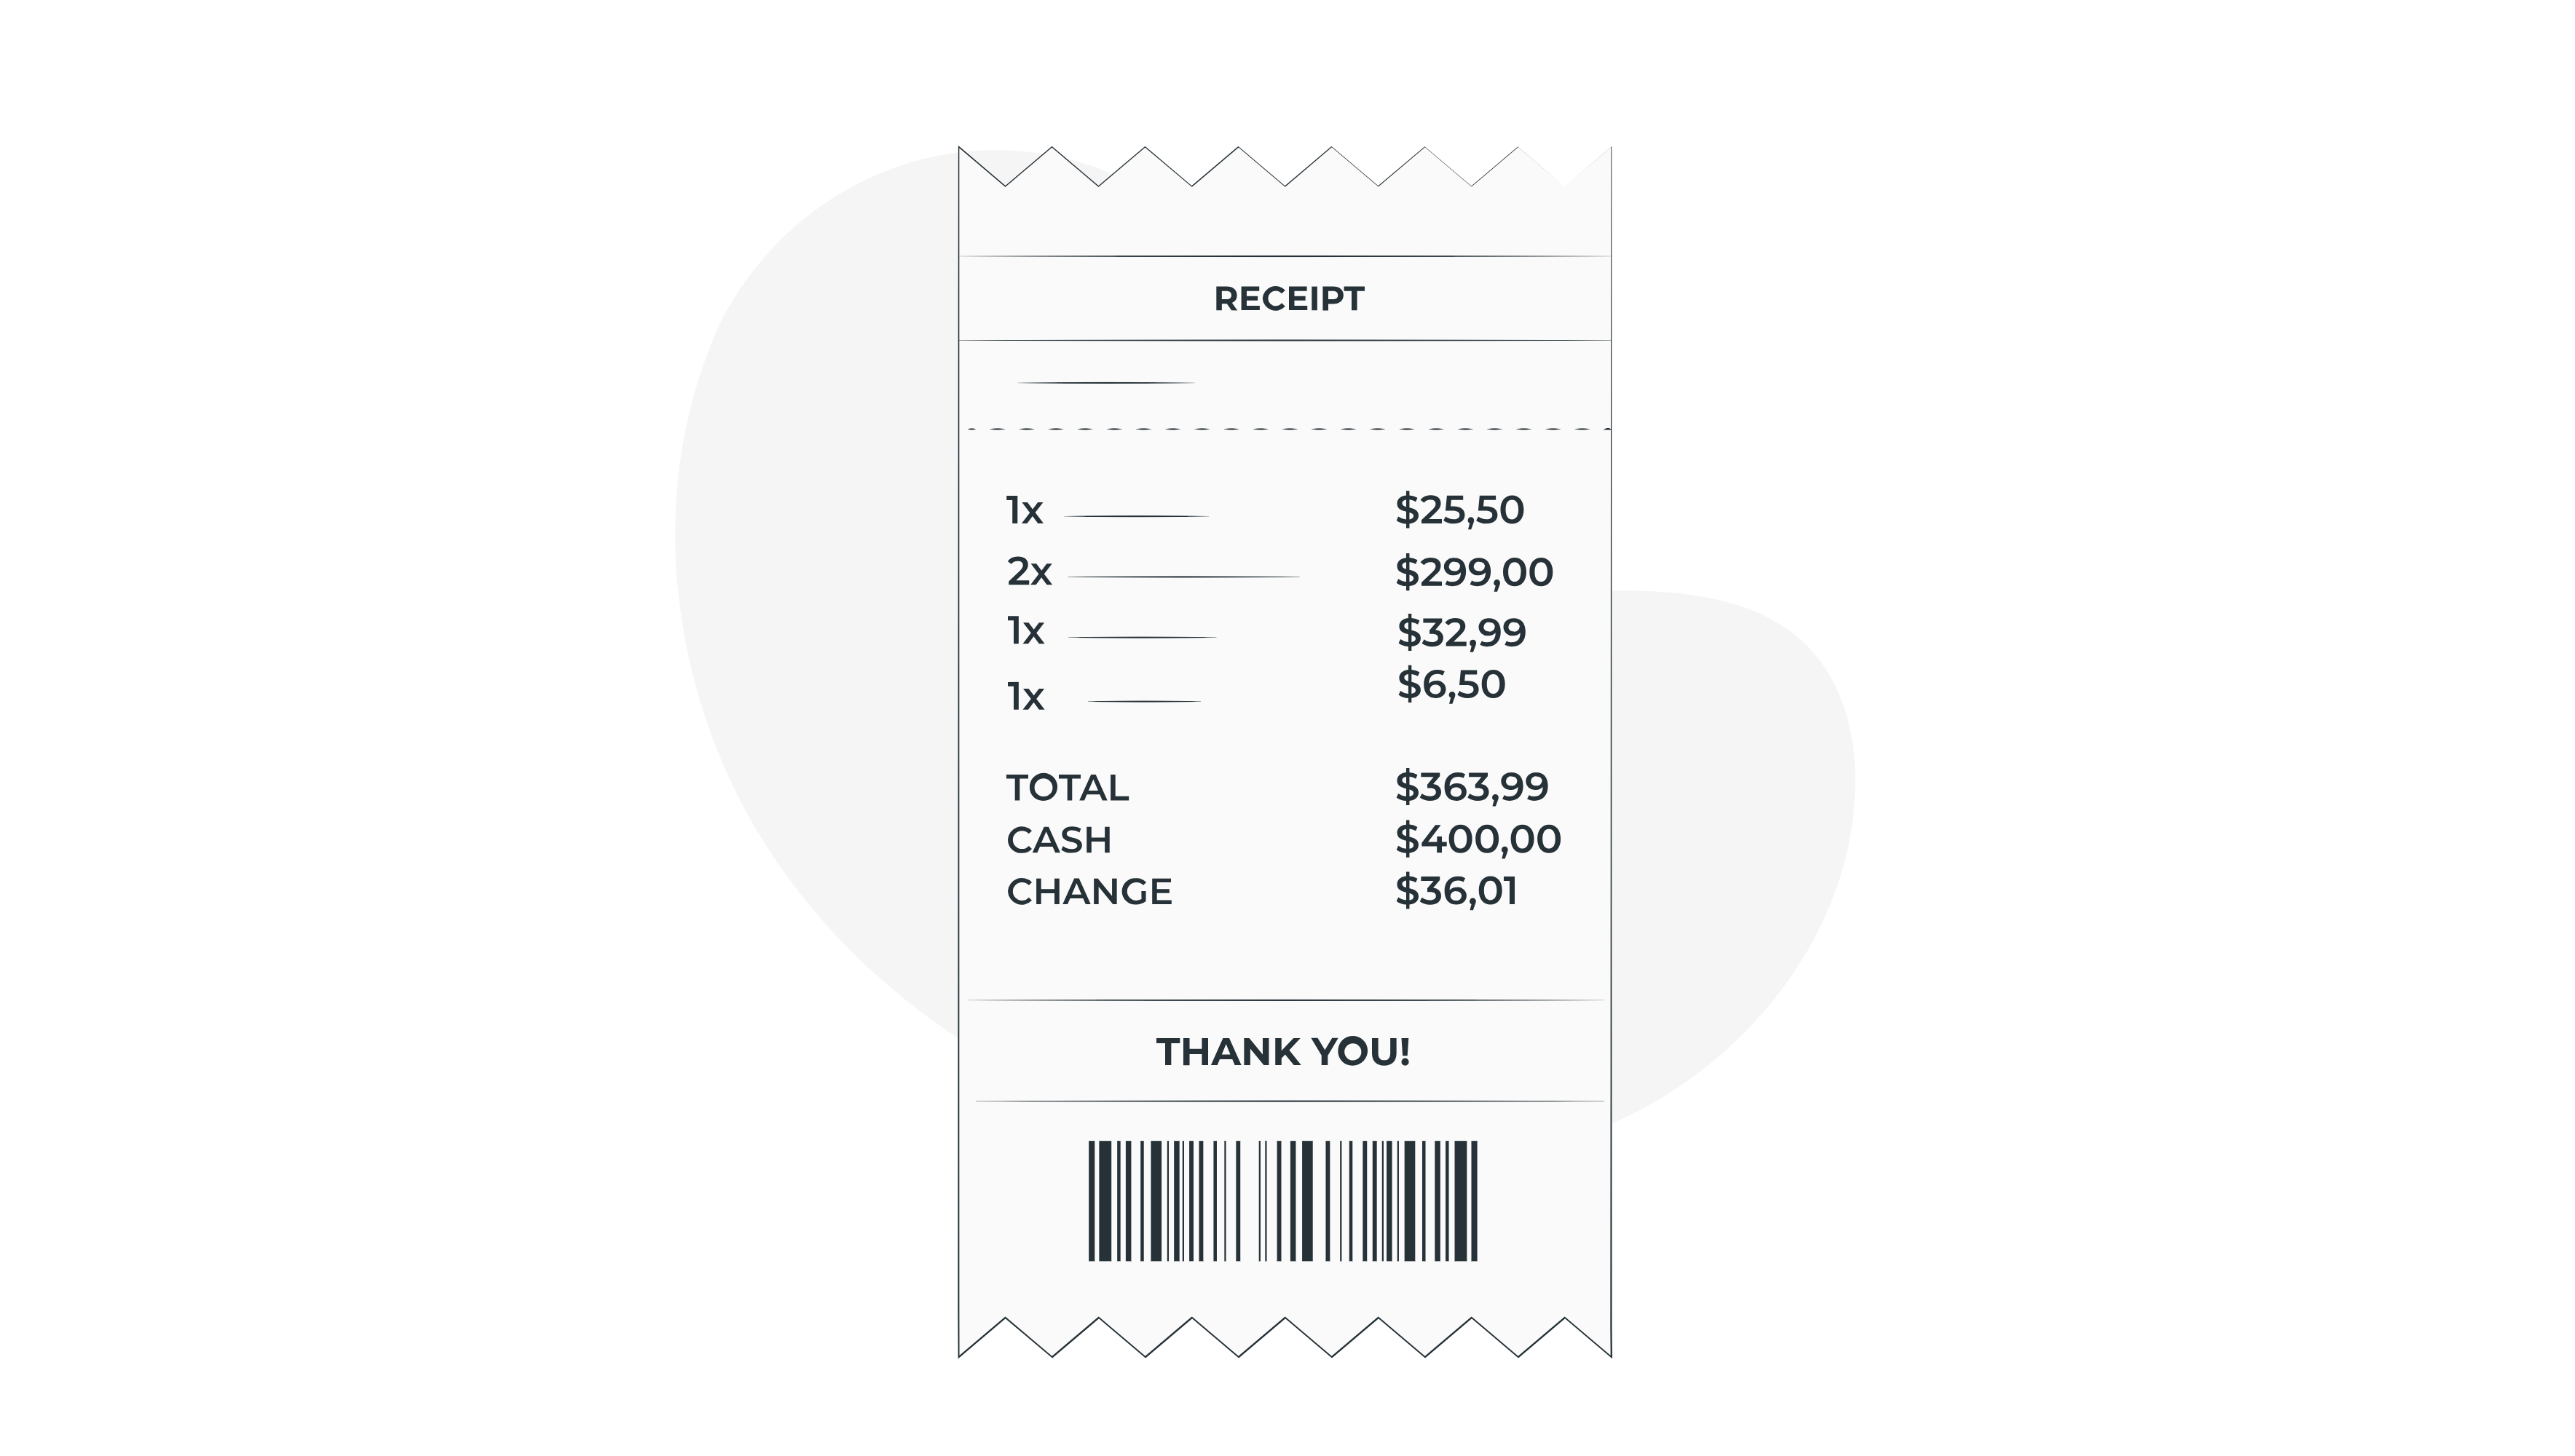 RECEIPT
1x $25,50
2x $299,00
1x $32,99
1x $6,50
TOTAL $363,99
CASH $400,00
CHANGE $36,01
THANK YOU!